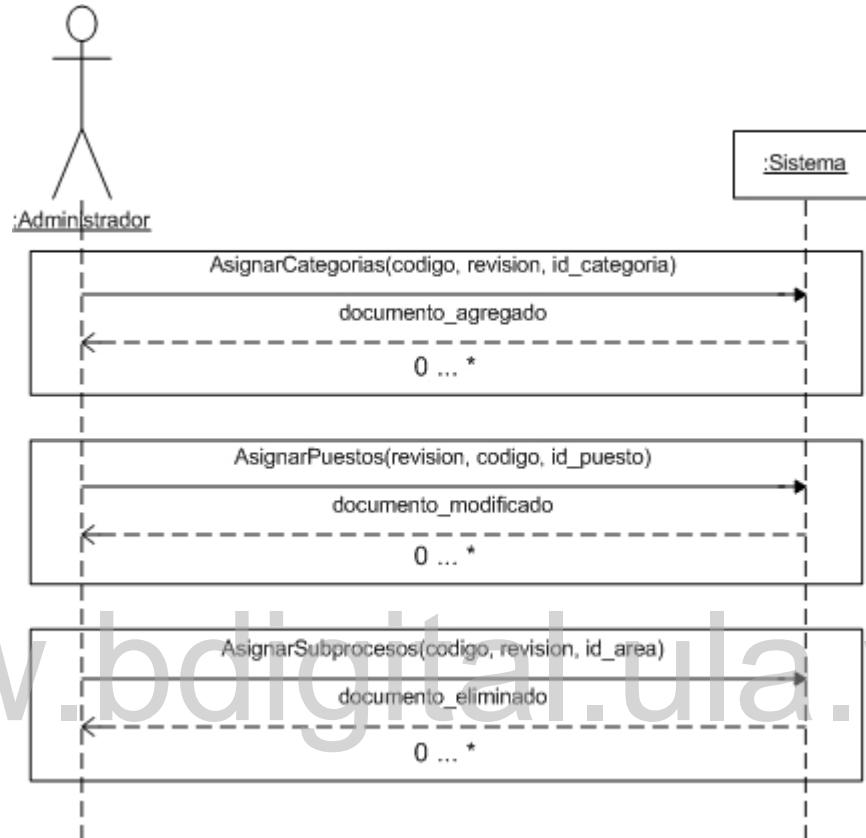 :Sistema
:Administrador
AsignarCategorias(codigo, revision, id_categoria)
documento_agregado
0 ... *
AsignarPuestos(revision, codigo, id_puesto)
documento_modificado
0 ... *
AsignarSubprocesos(codigo, revision, id_area)
documento_eliminado
0 ... *
w.bdigital.ula.